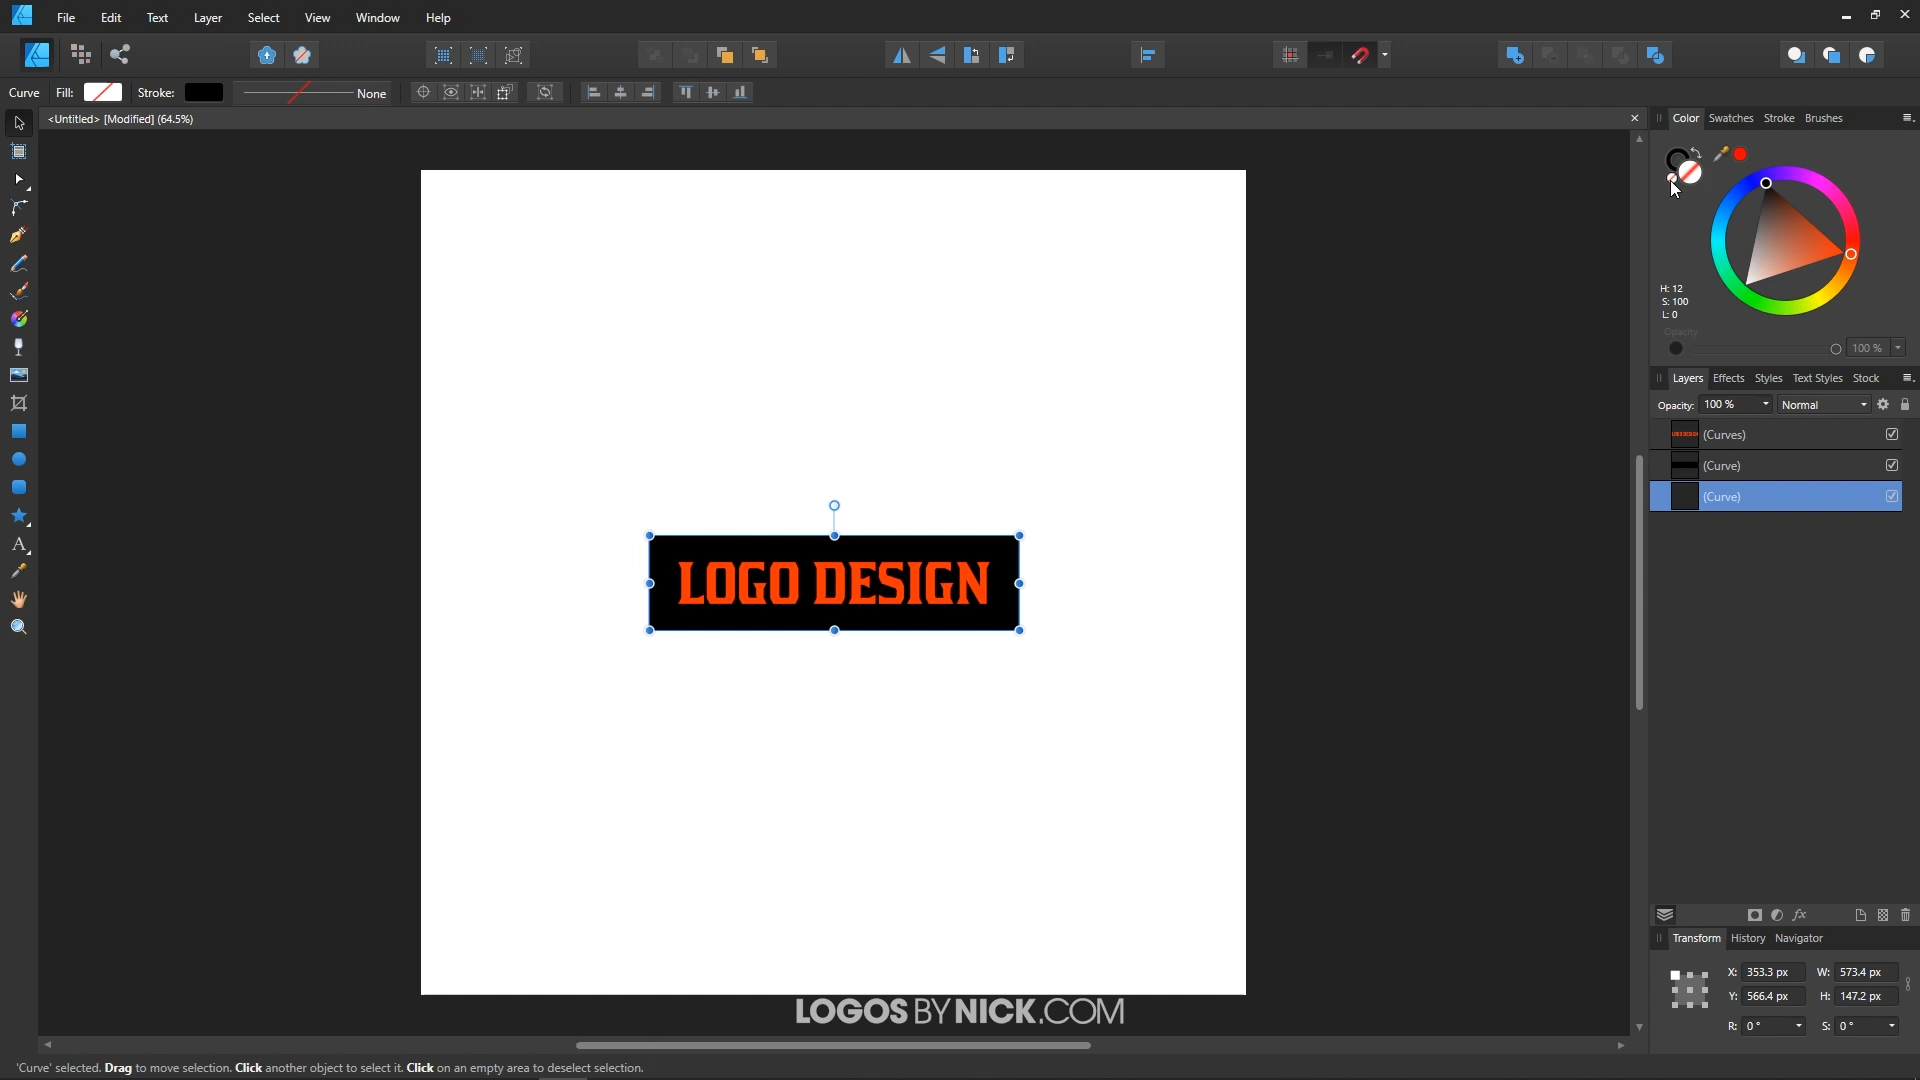 File Edit Text Layer Select View Window Help
Curve Fill: Stroke: None
<Untitled> [Modified] (64.5%)
Color Swatches Stroke Brushes
H: 12
S: 100
L: 0
Opacity
100 %
Layers Effects Styles Text Styles Stock
Opacity: 100 % Normal
(Curves)
(Curve)
(Curve)
LOGO DESIGN
fx
Transform History Navigator
X: 353.3 px W: 573.4 px
Y: 566.4 px H: 147.2 px
R: 0 ° S: 0 °
LOGOS BY NICK.COM
'Curve' selected. Drag to move selection. Click another object to select it. Click on an empty area to deselect selection.